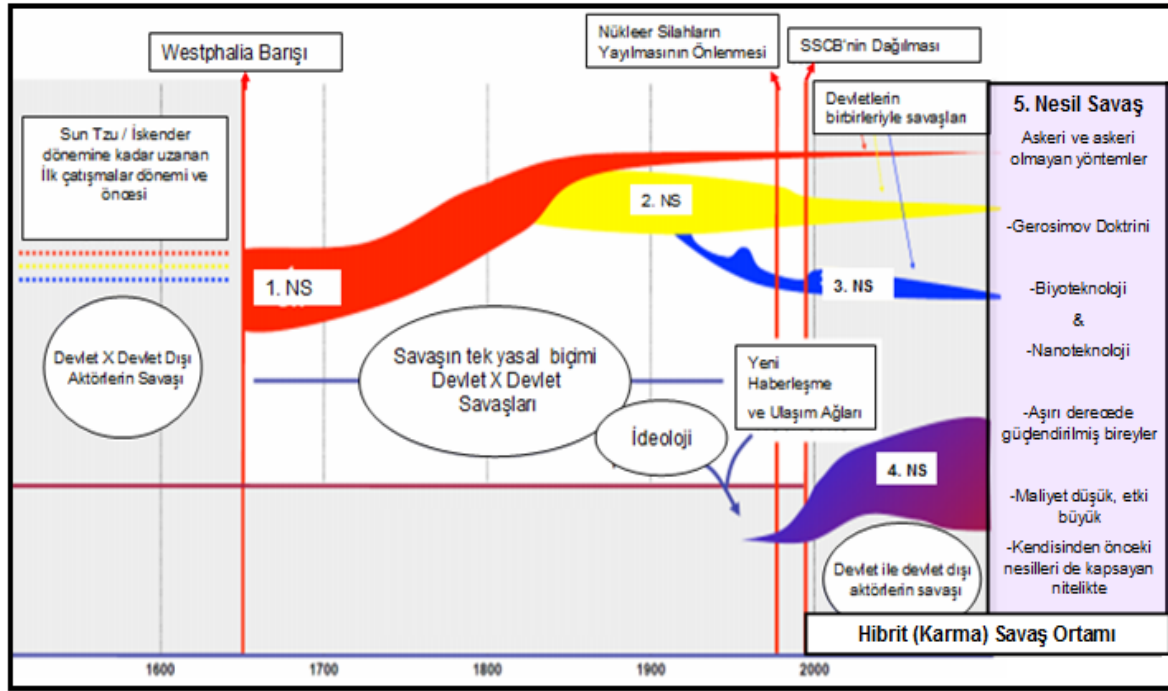 Westphalia Barışı
Nükleer Silahların
Yayılmasının Önlenmesi
SSCB'nin Dağılması
Sun Tzu / İskender
dönemine kadar uzanan
İlk çatışmalar dönemi ve
öncesi
Devletlerin
birbirleriyle savaşları
5. Nesil Savaş
Askeri ve askeri
olmayan yöntemler
-Gerosimov Doktrini
-Biyoteknoloji
&
-Nanoteknoloji
-Aşırı derecede
güçlendirilmiş bireyler
-Maliyet düşük, etki
büyük
-Kendisinden önceki
nesilleri de kapsayan
nitelikte
1. NS
2. NS
3. NS
4. NS
Devlet X Devlet Dışı
Aktörlerin Savaşı
Savaşın tek yasal biçimi
Devlet X Devlet
Savaşları
İdeoloji
Yeni
Haberleşme
ve Ulaşım Ağları
Devlet ile devlet dışı
aktörlerin savaşı
Hibrit (Karma) Savaş Ortamı
1600
1700
1800
1900
2000